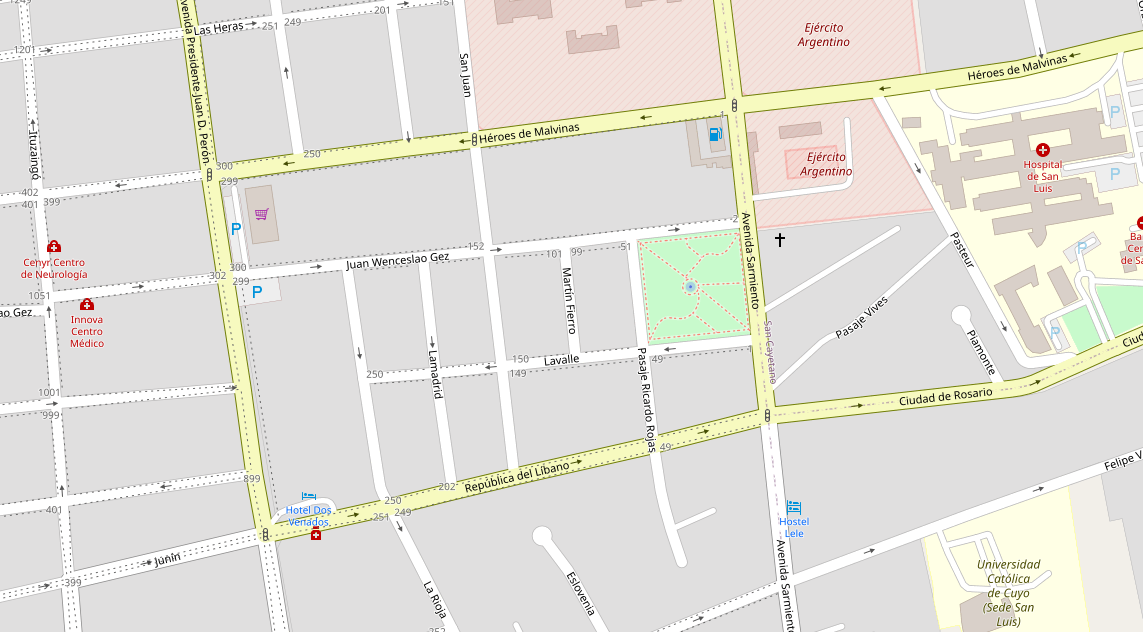 249
201
151
Las Heras
251 249
1201
Avenida Presidente Juan D. Perón
San Juan
Ejército
Argentino
Héroes de Malvinas
Héroes de Malvinas
Ituzaingó
250
300
299
402
401 399
Ejército
Argentino
Hospital
de San
Luis
P
P
P
Pasteur
Avenida Sarmiento
2
51
152
101 99
Juan Wenceslao Gez
Cenyr Centro
de Neurología
302
300
299
P
P
1051
Innova
Centro
Médico
ao Gez
Martín Fierro
Pasaje Vives
P
Piamonte
San Cayetano
Lamadrid
Lavalle
150
149
49
250
Pasaje Ricardo Rojas
1001
999
Ciudad de Rosario
Ciud
49
República del Líbano
202
899
401
Hotel Dos
Venados
250
251 249
Hostel
Lele
Felipe V
Junín
399
La Rioja
252
Eslovenia
Avenida Sarmiento
Universidad
Católica
de Cuyo
(Sede San
Luis)